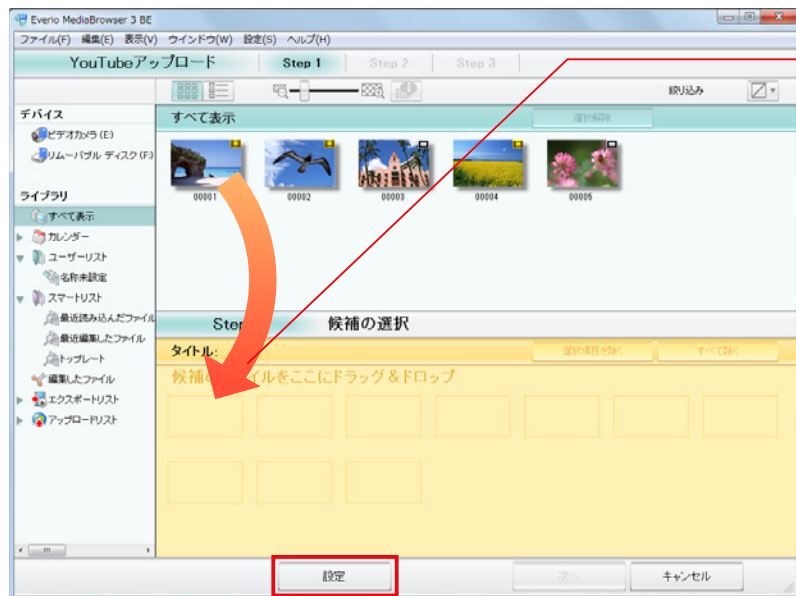 Everio MediaBrowser 3 BE
ファイル(F) 編集(E) 表示(V) ウインドウ(W) 設定(S) ヘルプ(H)
YouTubeアップロード Step 1 Step 2 Step 3
絞り込み
デバイス
ビデオカメラ (E)
リムーバブル ディスク (F)
ライブラリ
すべて表示
カレンダー
ユーザーリスト
名称未設定
スマートリスト
最近読み込んだファイル
最近編集したファイル
トップレート
編集したファイル
エクスポートリスト
アップロードリスト
すべて表示 選択解除
00001 00002 00003 00004 00005
Step 候補の選択
タイトル: 選択項目を除く すべて除く
候補の イルをここにドラッグ & ドロップ
設定 次へ キャンセル